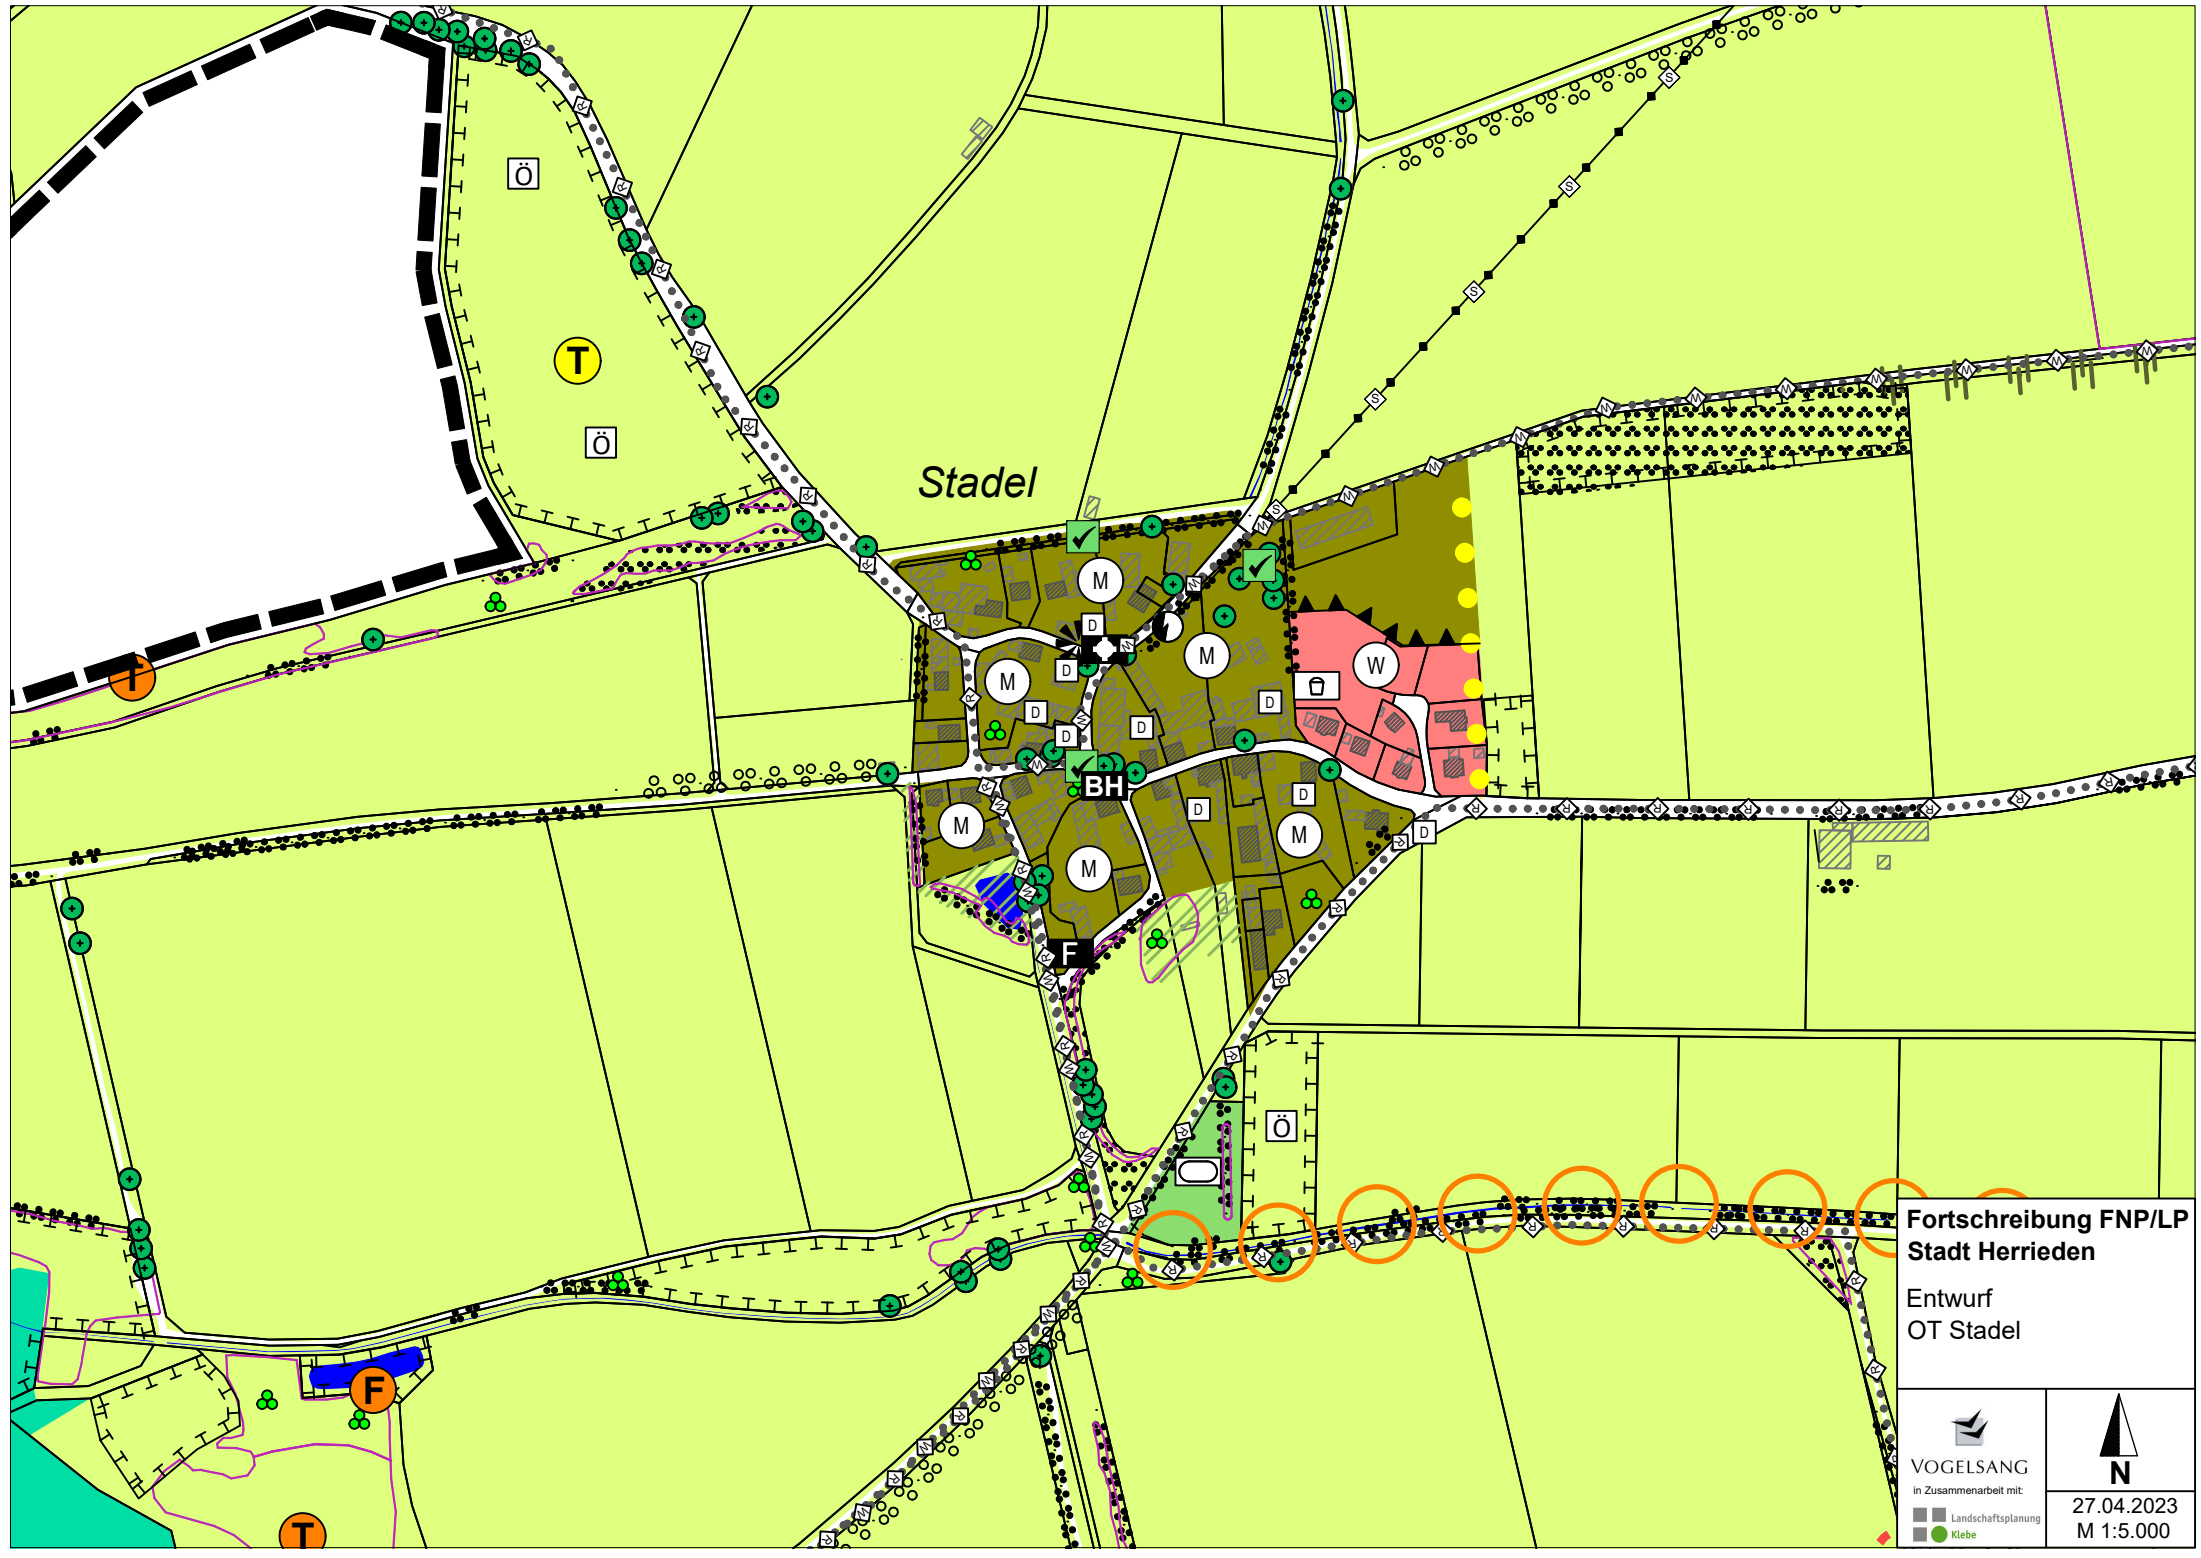 Ö
T
Ö
Stadel
M
D
M
D
M
W
D
D
D
D
BH
D
D
M
M
M
D
F
Ö
T
F
T
Fortschreibung FNP/LP
Stadt Herrieden
Entwurf
OT Stadel
VOGELSANG
in Zusammenarbeit mit:
Landschaftsplanung
Klebe
N
27.04.2023
M 1:5.000